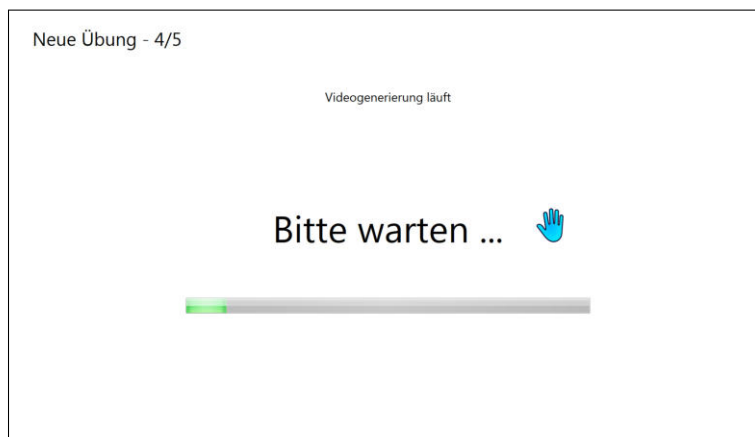 Neue Übung - 4/5
Videogenerierung läuft
Bitte warten ...